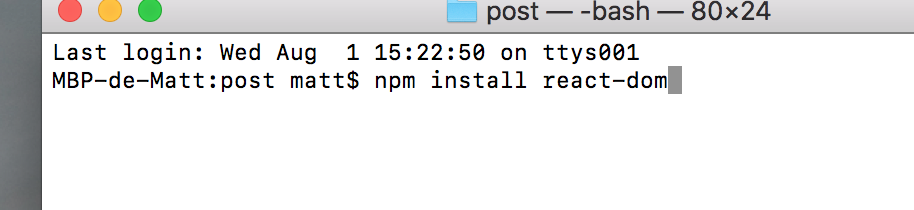 post — -bash — 80×24
Last login: Wed Aug  1 15:22:50 on ttys001
MBP-de-Matt:post matt$ npm install react-dom